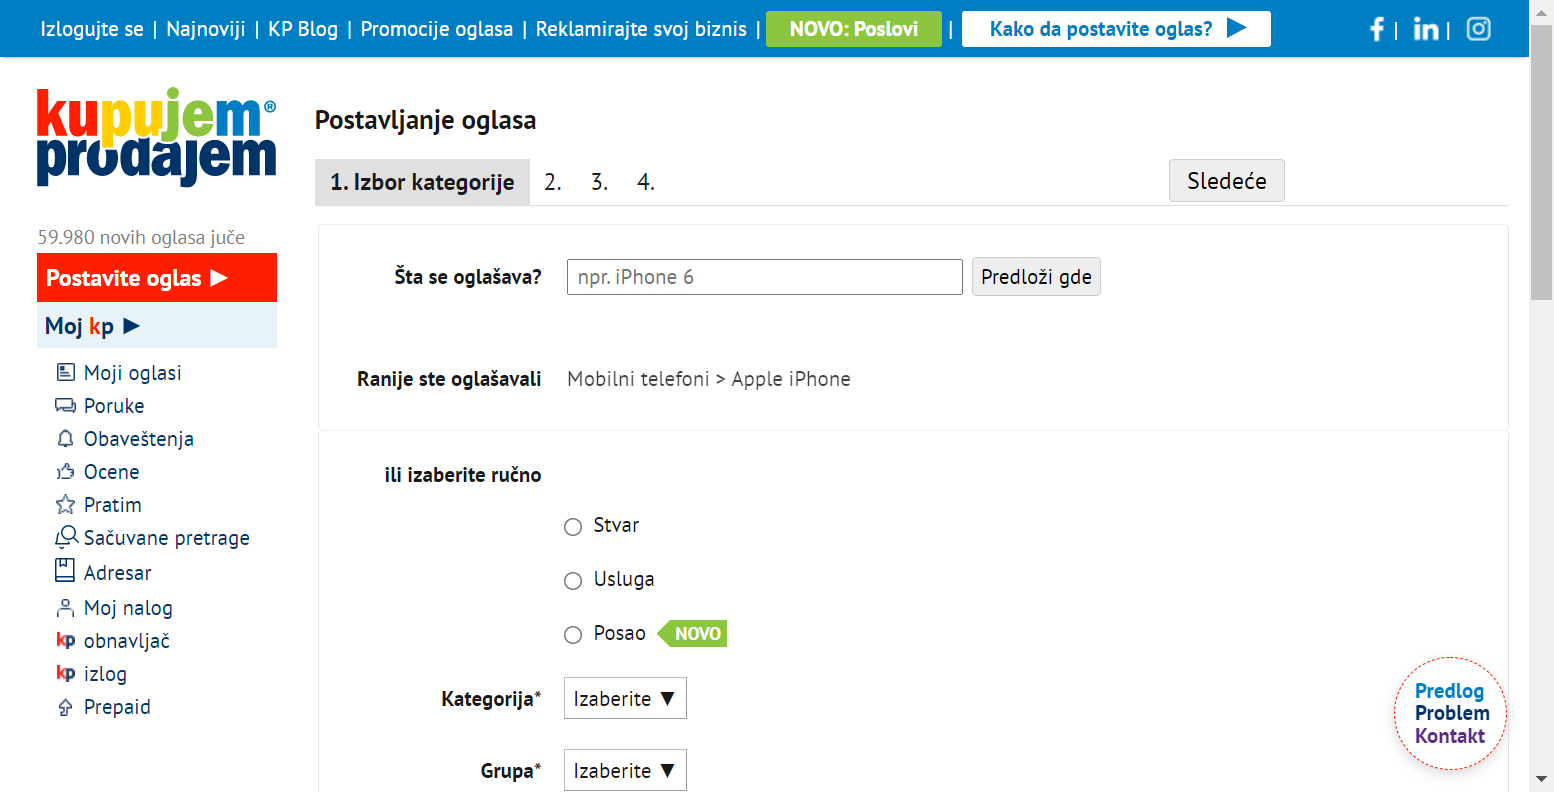 Izlogujte se | Najnoviji | KP Blog | Promocije oglasa | Reklamirajte svoj biznis | NOVO: Poslovi | Kako da postavite oglas? ▶ | |
kupujem®
prodajem
Postavljanje oglasa
1. Izbor kategorije 2. 3. 4. Sledeće
59.980 novih oglasa juče
Postavite oglas ▶
Moj kp ▶
Moji oglasi
Poruke
Obaveštenja
Ocene
Pratim
Sačuvane pretrage
Adresar
Moj nalog
kp obnavljač
kp izlog
Prepaid
Šta se oglašava? npr. iPhone 6 Predloži gde
Ranije ste oglašavali Mobilni telefoni > Apple iPhone
ili izaberite ručno
Stvar
Usluga
Posao NOVO
Kategorija* Izaberite ▼
Grupa* Izaberite ▼
Predlog
Problem
Kontakt